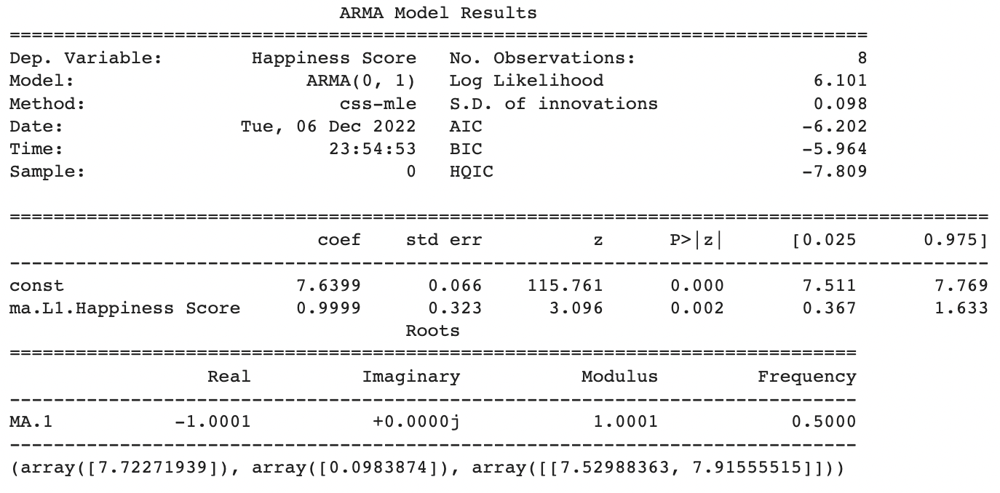 ARMA Model Results
==============================================================================
Dep. Variable: Happiness Score No. Observations: 8
Model: ARMA(0, 1) Log Likelihood 6.101
Method: css-mle S.D. of innovations 0.098
Date: Tue, 06 Dec 2022 AIC -6.202
Time: 23:54:53 BIC -5.964
Sample: 0 HQIC -7.809
=========================================================================================
coef std err z P>|z| [0.025 0.975]
-----------------------------------------------------------------------------------------
const 7.6399 0.066 115.761 0.000 7.511 7.769
ma.L1.Happiness Score 0.9999 0.323 3.096 0.002 0.367 1.633
Roots
=============================================================================
Real Imaginary Modulus Frequency
-----------------------------------------------------------------------------
MA.1 -1.0001 +0.0000j 1.0001 0.5000
-----------------------------------------------------------------------------
(array([7.72271939]), array([0.0983874]), array([[7.52988363, 7.91555515]]))